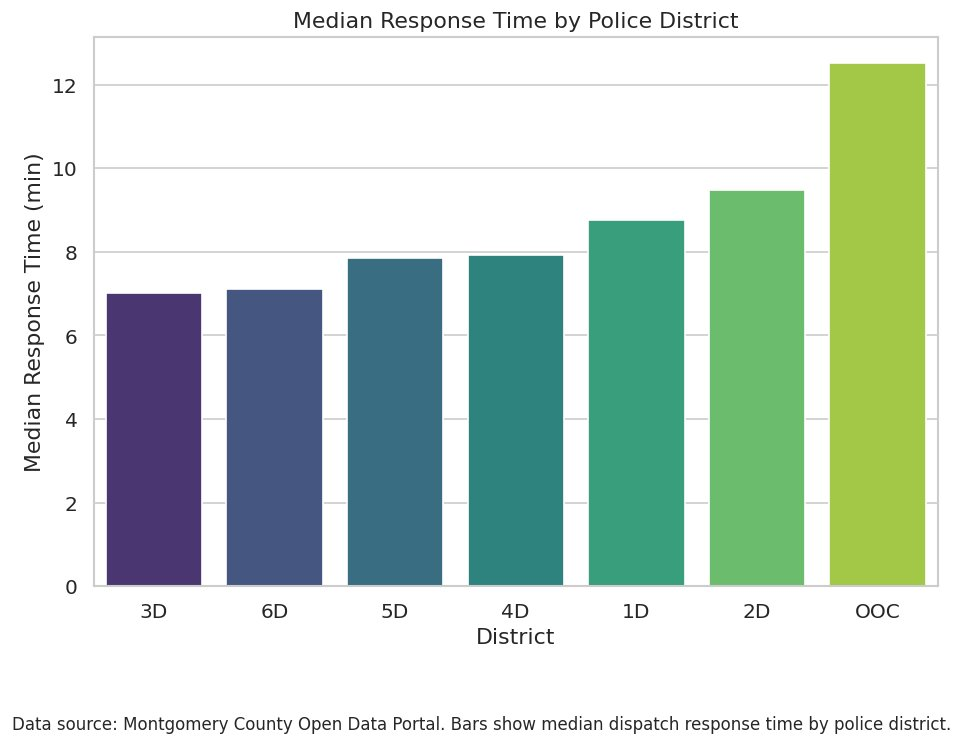 Median Response Time by Police District
Median Response Time (min)
12
10
8
6
4
2
0
3D 6D 5D 4D 1D 2D OOC
District
Data source: Montgomery County Open Data Portal. Bars show median dispatch response time by police district.